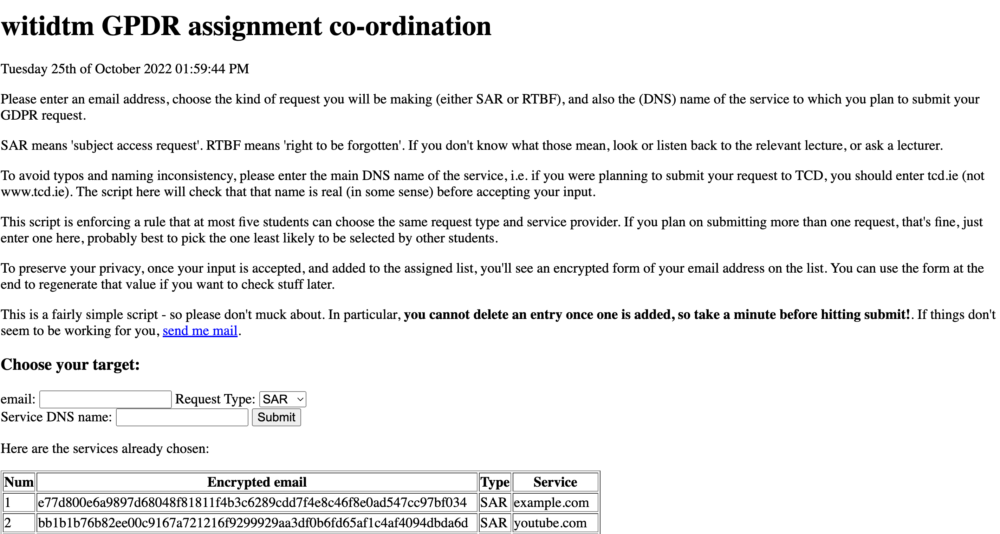 witidtm GPDR assignment co-ordination
Tuesday 25th of October 2022 01:59:44 PM
Please enter an email address, choose the kind of request you will be making (either SAR or RTBF), and also the (DNS) name of the service to which you plan to submit your
GDPR request.
SAR means 'subject access request'. RTBF means 'right to be forgotten'. If you don't know what those mean, look or listen back to the relevant lecture, or ask a lecturer.
To avoid typos and naming inconsistency, please enter the main DNS name of the service, i.e. if you were planning to submit your request to TCD, you should enter tcd.ie (not
www.tcd.ie). The script here will check that that name is real (in some sense) before accepting your input.
This script is enforcing a rule that at most five students can choose the same request type and service provider. If you plan on submitting more than one request, that's fine, just
enter one here, probably best to pick the one least likely to be selected by other students.
To preserve your privacy, once your input is accepted, and added to the assigned list, you'll see an encrypted form of your email address on the list. You can use the form at the
end to regenerate that value if you want to check stuff later.
This is a fairly simple script - so please don't muck about. In particular, you cannot delete an entry once one is added, so take a minute before hitting submit!. If things don't
seem to be working for you, send me mail.
Choose your target:
email: Request Type: SAR
Service DNS name: Submit
Here are the services already chosen:
Num Encrypted email Type Service
1 e77d800e6a9897d68048f81811f4b3c6289cdd7f4e8c46f8e0ad547cc97bf034 SAR example.com
2 bb1b1b76b82ee00c9167a721216f9299929aa3df0b6fd65af1c4af4094dbda6d SAR youtube.com